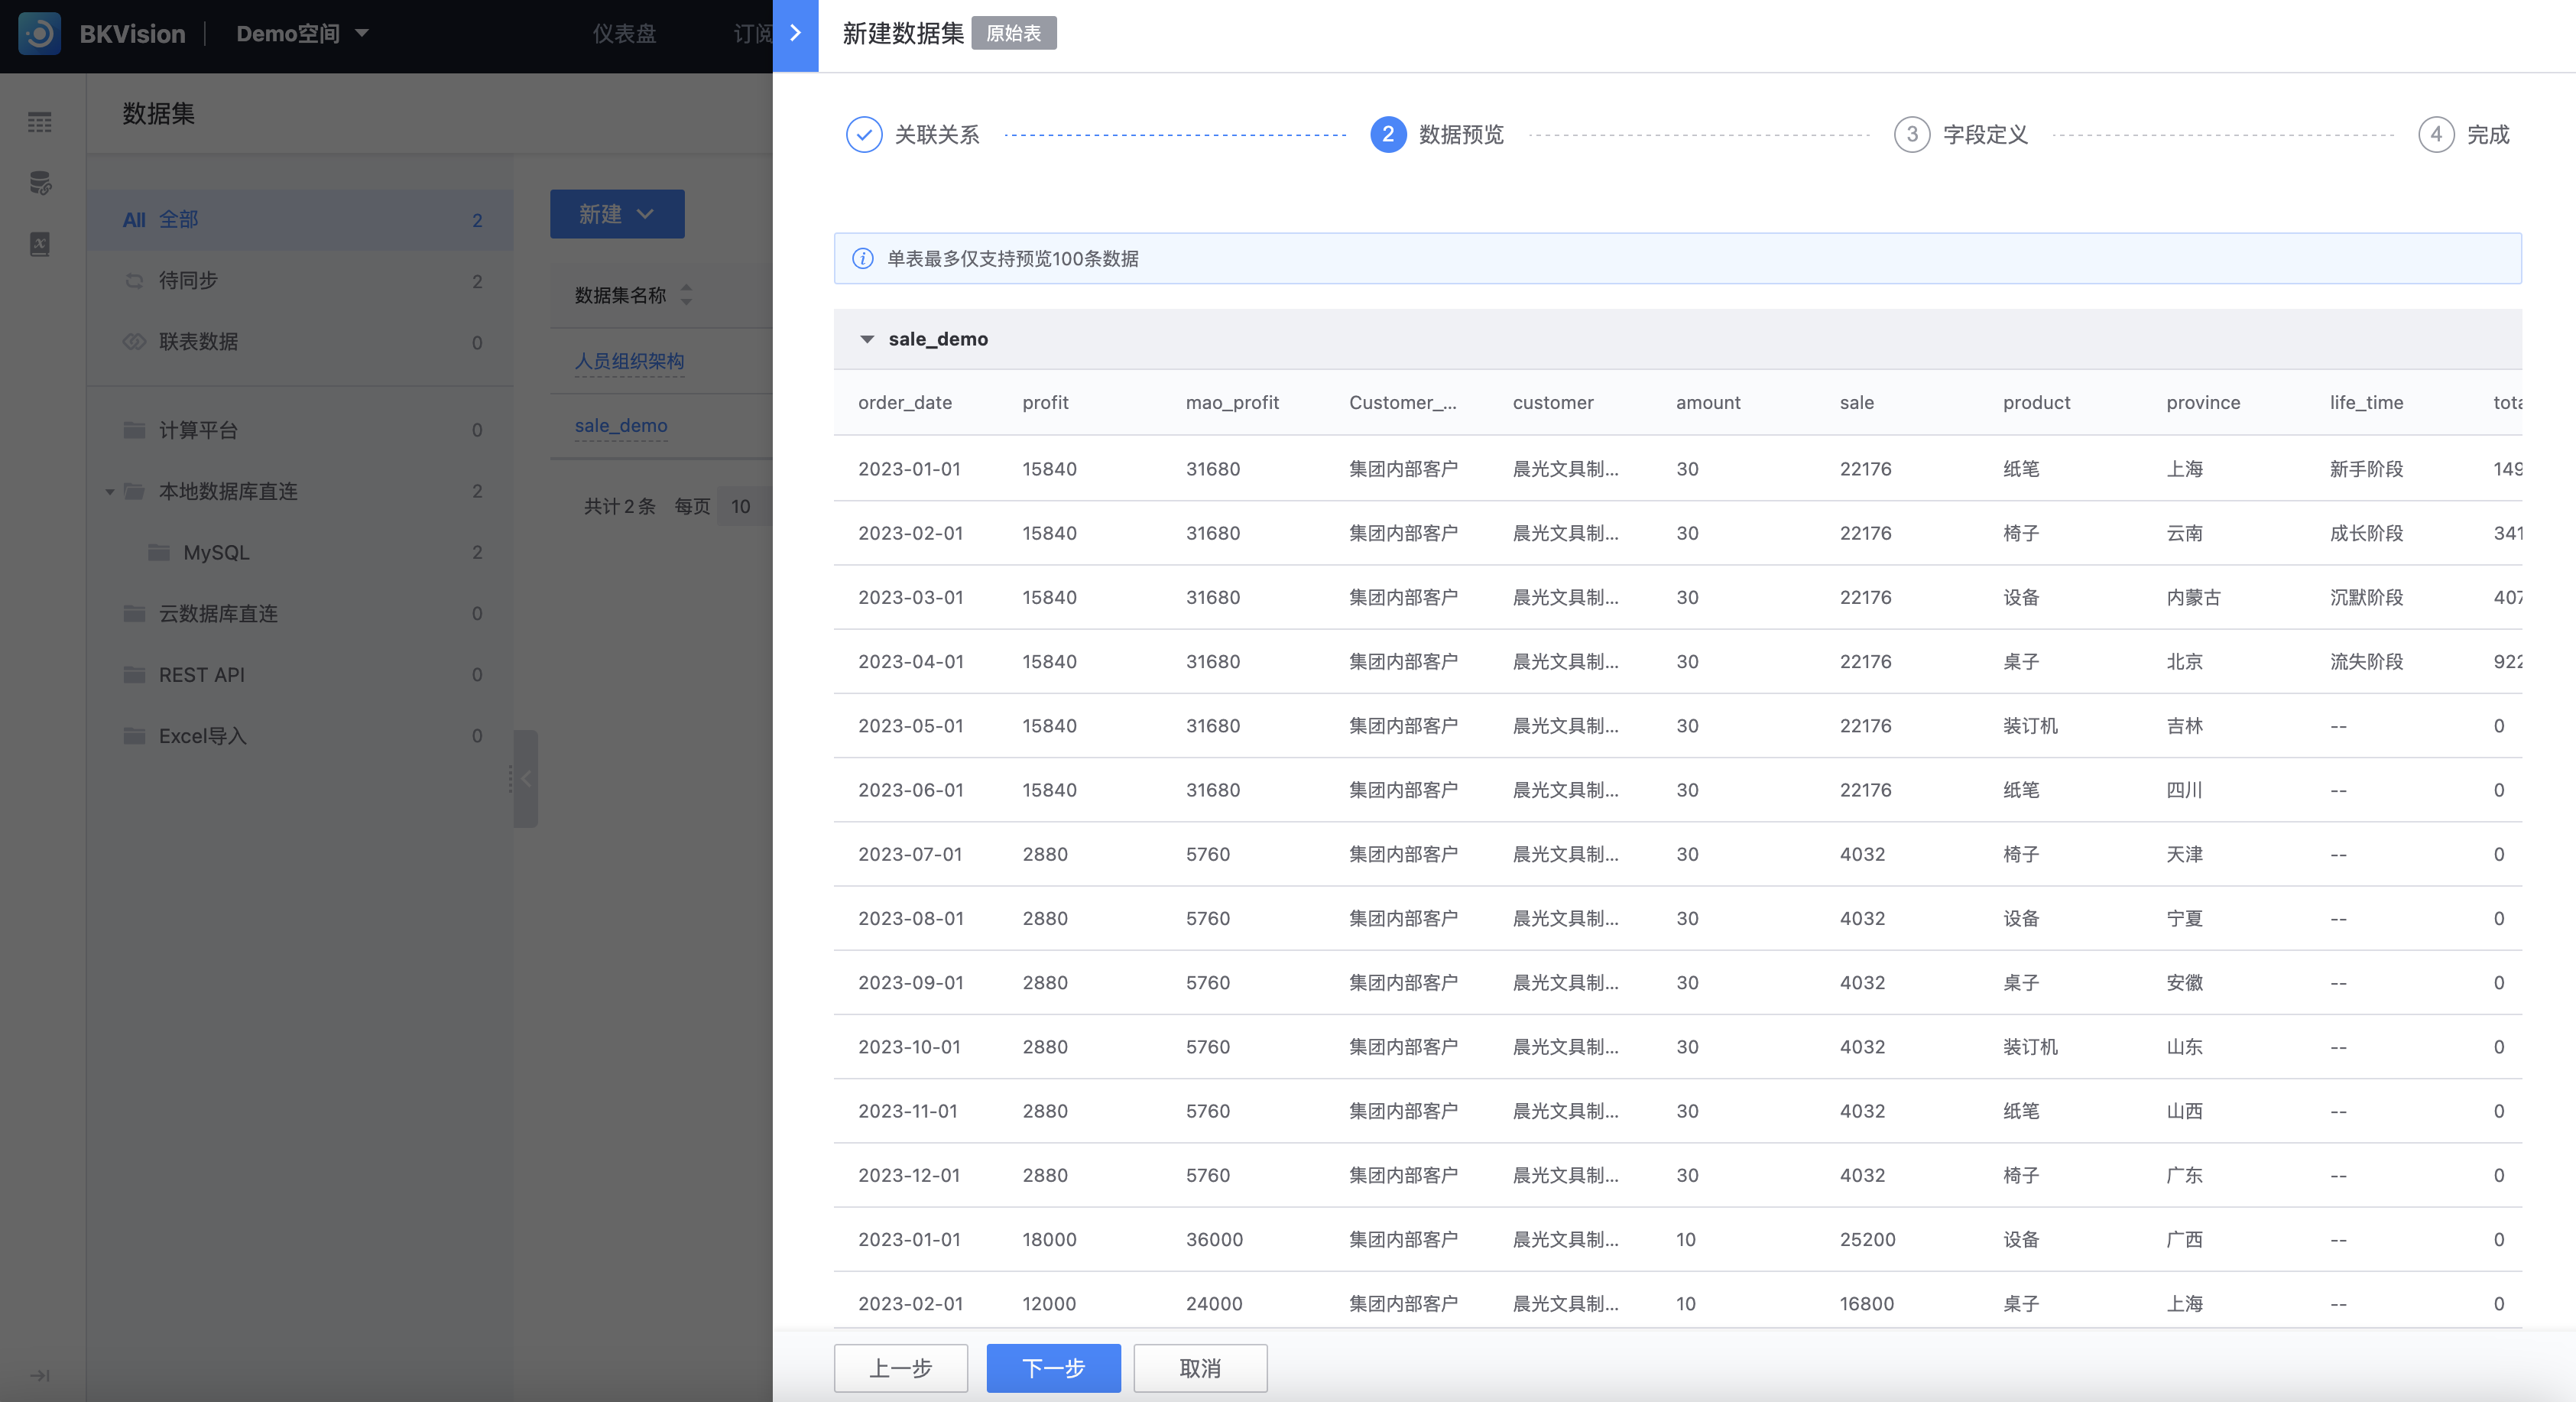 BKVision
Demo空间
仪表盘
订阅
新建数据集
原始表
关联关系
2 数据预览
3 字段定义
4 完成
数据集
All 全部 2
待同步 2
联表数据 0
计算平台 0
本地数据库直连 2
MySQL 2
云数据库直连 0
REST API 0
Excel导入 0
新建
数据集名称
人员组织架构
sale_demo
共计 2 条 每页 10
单表最多仅支持预览100条数据
sale_demo
order_date profit mao_profit Customer_... customer amount sale product province life_time
2023-01-01 15840 31680 集团内部客户 晨光文具制... 30 22176 纸笔 上海 新手阶段 149
2023-02-01 15840 31680 集团内部客户 晨光文具制... 30 22176 椅子 云南 成长阶段 341
2023-03-01 15840 31680 集团内部客户 晨光文具制... 30 22176 设备 内蒙古 沉默阶段 407
2023-04-01 15840 31680 集团内部客户 晨光文具制... 30 22176 桌子 北京 流失阶段 922
2023-05-01 15840 31680 集团内部客户 晨光文具制... 30 22176 装订机 吉林 -- 0
2023-06-01 15840 31680 集团内部客户 晨光文具制... 30 22176 纸笔 四川 -- 0
2023-07-01 2880 5760 集团内部客户 晨光文具制... 30 4032 椅子 天津 -- 0
2023-08-01 2880 5760 集团内部客户 晨光文具制... 30 4032 设备 宁夏 -- 0
2023-09-01 2880 5760 集团内部客户 晨光文具制... 30 4032 桌子 安徽 -- 0
2023-10-01 2880 5760 集团内部客户 晨光文具制... 30 4032 装订机 山东 -- 0
2023-11-01 2880 5760 集团内部客户 晨光文具制... 30 4032 纸笔 山西 -- 0
2023-12-01 2880 5760 集团内部客户 晨光文具制... 30 4032 椅子 广东 -- 0
2023-01-01 18000 36000 集团内部客户 晨光文具制... 10 25200 设备 广西 -- 0
2023-02-01 12000 24000 集团内部客户 晨光文具制... 10 16800 桌子 上海 -- 0
上一步
下一步
取消